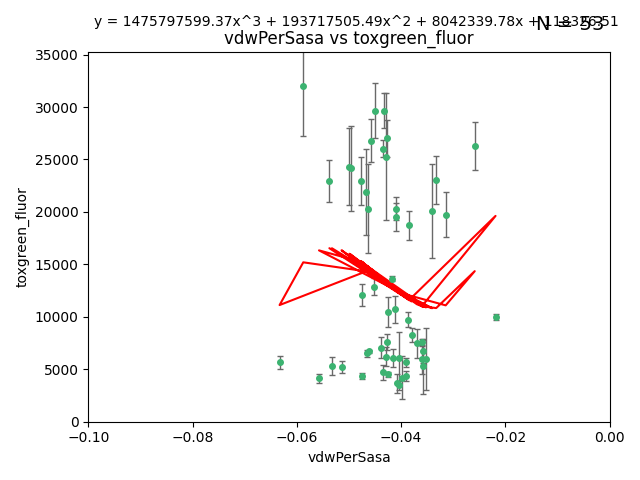 y = 1475797599.37x^3 + 193717505.49x^2 + 8042339.78x + 118326.51
N = 53
vdwPerSasa vs toxgreen_fluor
35000
30000
25000
20000
15000
10000
5000
0
toxgreen_fluor
−0.10
−0.08
−0.06
−0.04
−0.02
0.00
vdwPerSasa